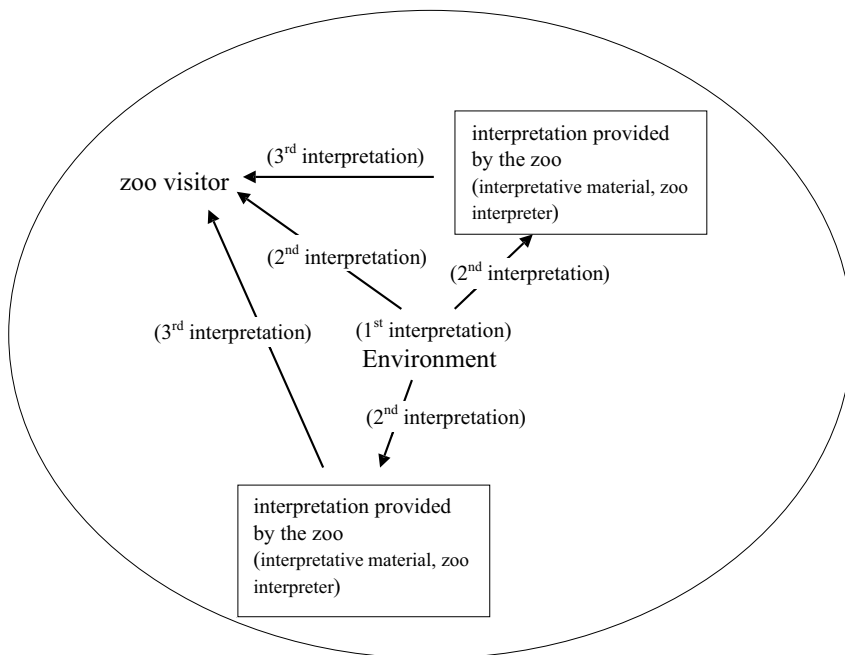 interpretation provided
by the zoo
(interpretative material, zoo
interpreter)
(3rd interpretation)
zoo visitor
(2nd interpretation)
(2nd interpretation)
(3rd interpretation)
(1st interpretation)
Environment
(2nd interpretation)
interpretation provided
by the zoo
(interpretative material, zoo
interpreter)